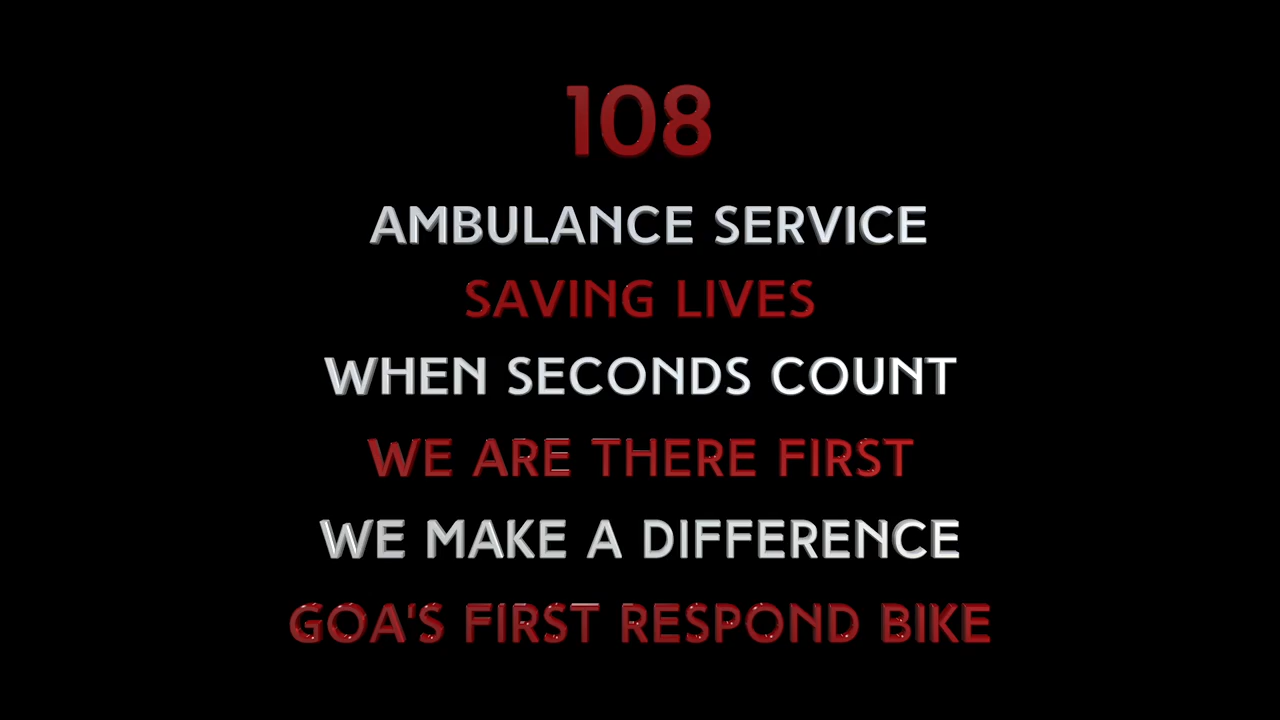 108
AMBULANCE SERVICE
SAVING LIVES
WHEN SECONDS COUNT
WE ARE THERE FIRST
WE MAKE A DIFFERENCE
GOA'S FIRST RESPOND BIKE